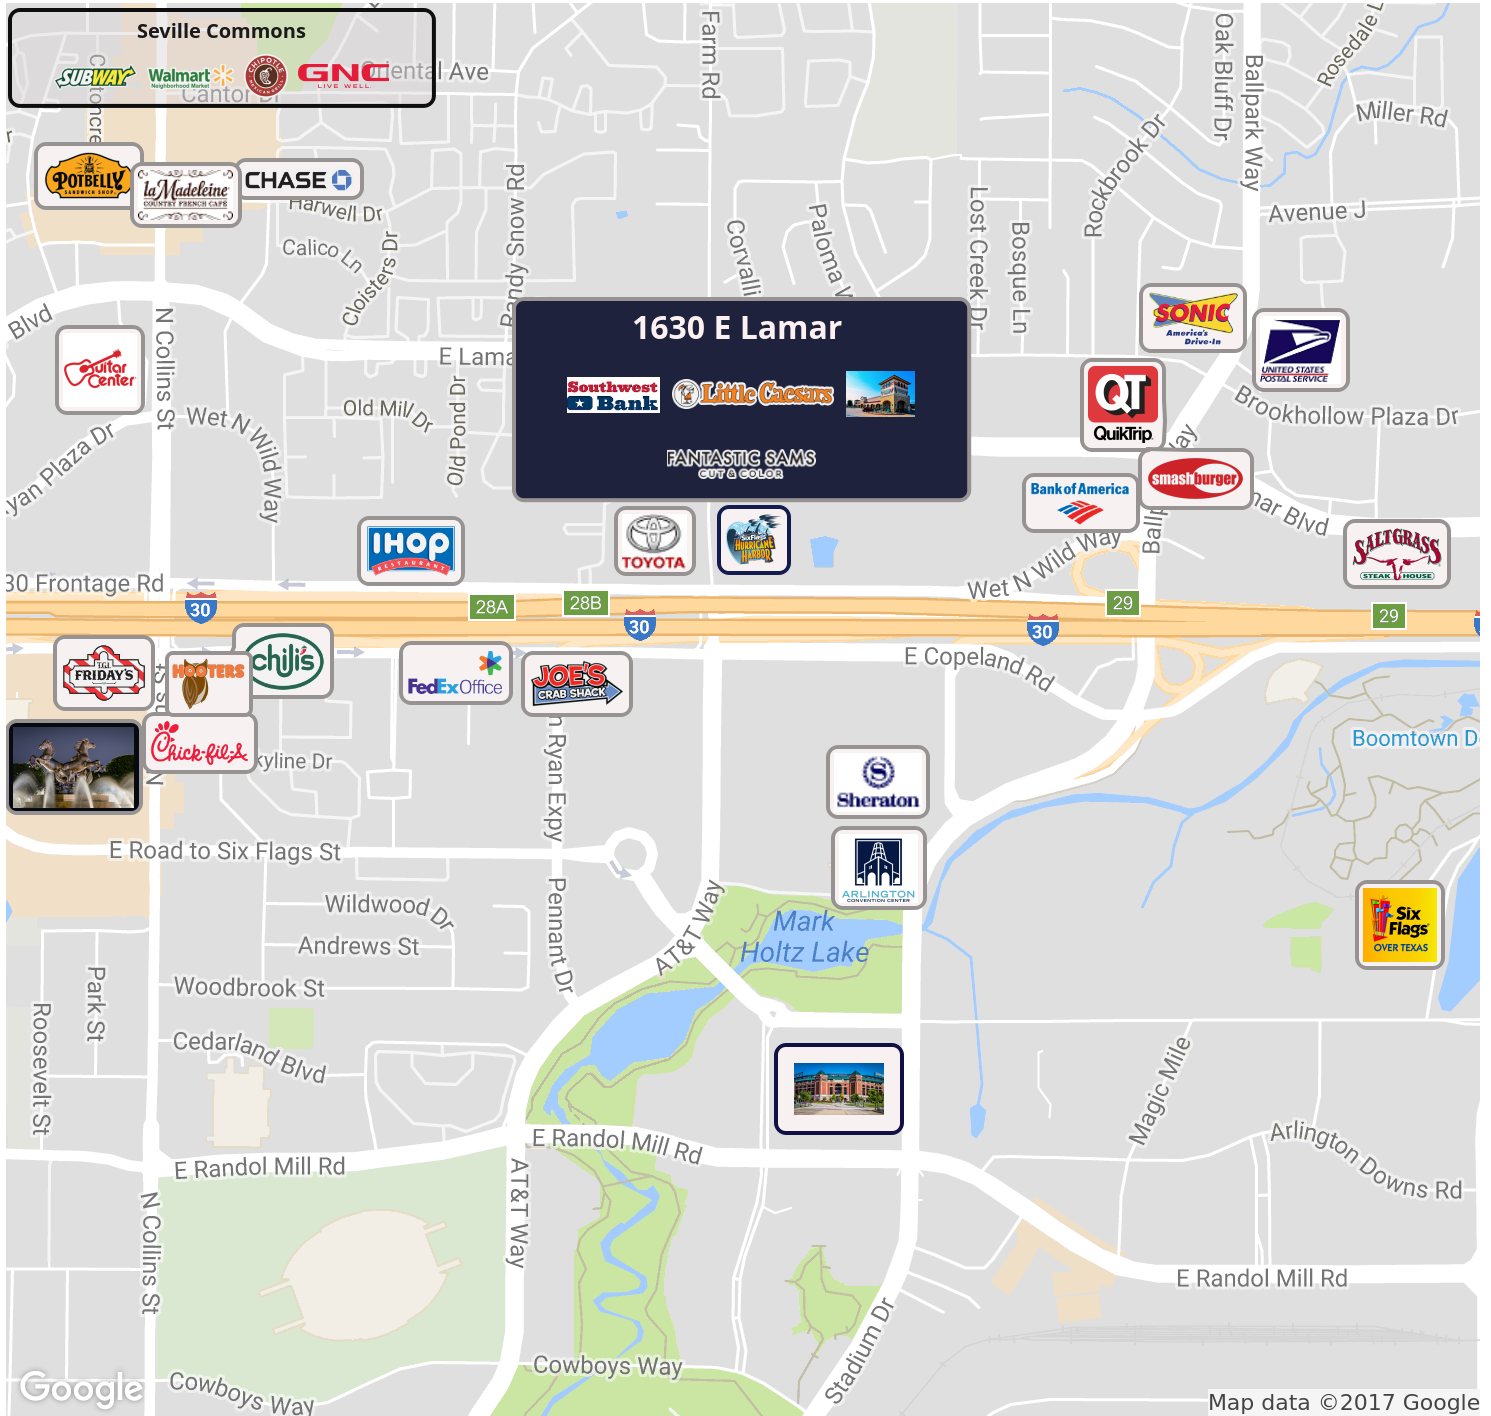 Seville Commons
SUBWAY
Walmart
Neighborhood Market
CHIPOTLE
GNC
LIVE WELL
Oriental Ave
Cantor Dr
Farm Rd
Oak Bluff Dr
Ballpark Way
Miller Rd
Rockbrook Dr
Avenue J
POTBELLY
SANDWICH SHOP
la Madeleine
COUNTRY FRENCH CAFE
CHASE
Harwell Dr
Calico Ln
Cloisters Dr
Randy Snow Rd
Corvalli
Paloma
Lost Creek Dr
Bosque Ln
Blvd
N Collins St
E Lama
1630 E Lamar
Southwest
Bank
Little Caesars
FANTASTIC SAMS
CUT & COLOR
SONIC
America's
Drive-In
UNITED STATES
POSTAL SERVICE
QT
QuikTrip
Brookhollow Plaza Dr
Guitar
Center
Wet N Wild Way
Old Mill Dr
Old Pond Dr
yan Plaza Dr
Bank of America
smashburger
mar Blvd
SALTGRASS
STEAK HOUSE
IHOP
RESTAURANT
TOYOTA
Six Flags
HURRICANE
HARBOR
Wet N Wild Way
30 Frontage Rd
30
28A
28B
30
30
29
29
T.G.I.
FRIDAY'S
HOOTERS
chili's
FedEx Office
JOE'S
CRAB SHACK
E Copeland Rd
Chick-fil-A
kyline Dr
n Ryan Expy
Sheraton
Boomtown D
E Road to Six Flags St
ARLINGTON
CONVENTION CENTER
Wildwood Dr
Pennant Dr
AT&T Way
Mark
Holtz Lake
Six
Flags
OVER TEXAS
Andrews St
Woodbrook St
Park St
Roosevelt St
Cedarland Blvd
Magic Mile
Arlington Downs Rd
E Randol Mill Rd
E Randol Mill Rd
AT&T Way
N Collins St
E Randol Mill Rd
Stadium Dr
Cowboys Way
Cowboys Way
Google
Map data ©2017 Google